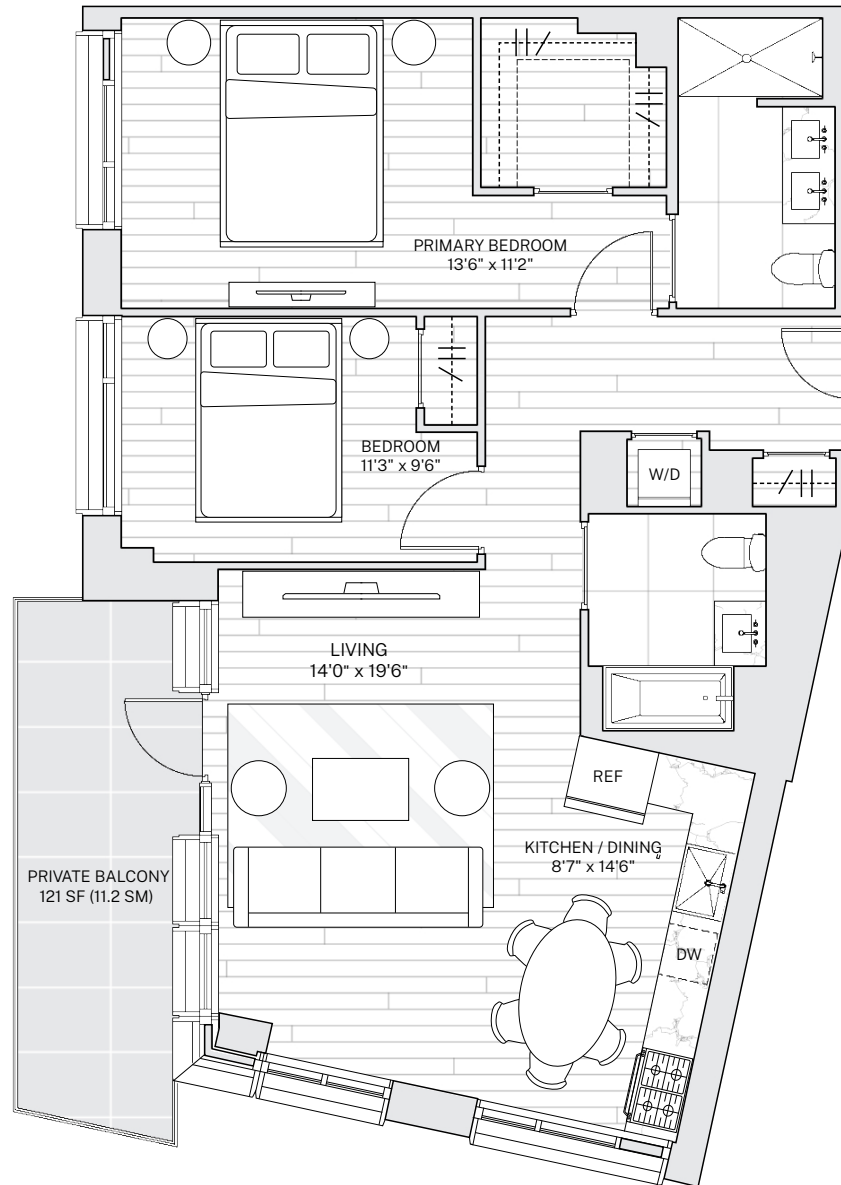 PRIMARY BEDROOM
13'6" x 11'2"
BEDROOM
11'3" x 9'6"
W/D
LIVING
14'0" x 19'6"
REF
KITCHEN / DINING
8'7" x 14'6"
PRIVATE BALCONY
121 SF (11.2 SM)
DW